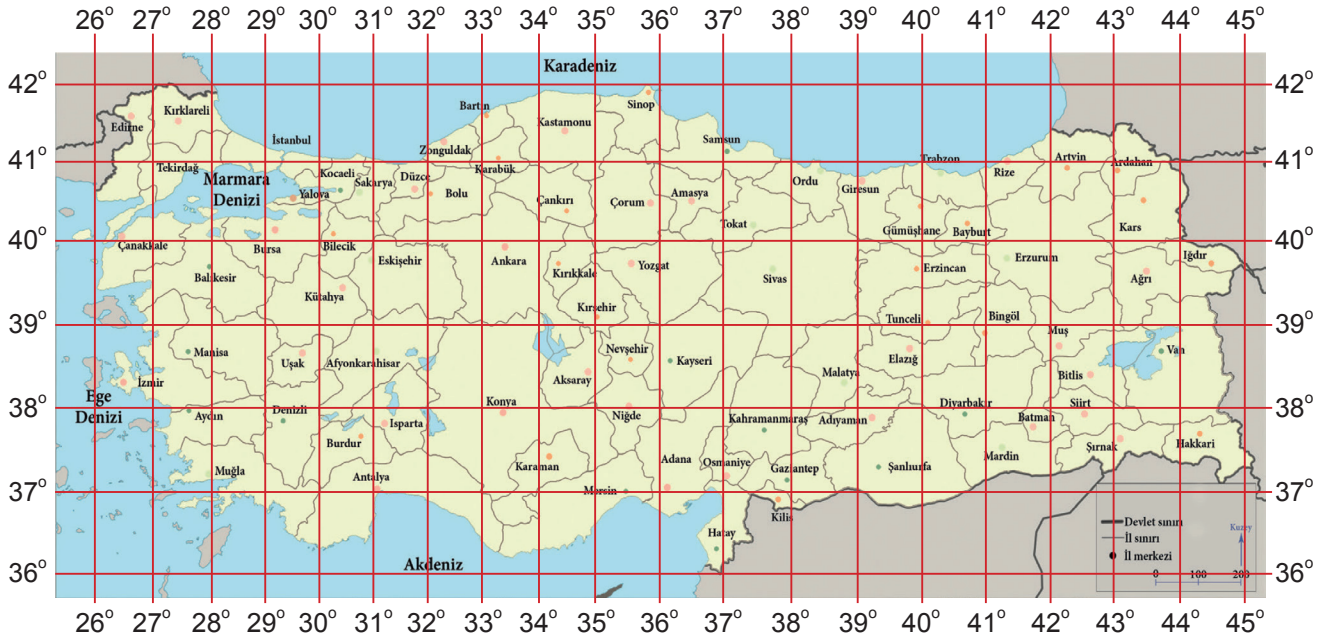 26° 27° 28° 29° 30° 31° 32° 33° 34° 35° 36° 37° 38° 39° 40° 41° 42° 43° 44° 45°
Karadeniz
42° 42°
Sinop
Bartın
Kırklareli
Kastamonu
Edirne
İstanbul
Samsun
Zonguldak
41° 41°
Trabzon
Artvin
Ardahan
Tekirdağ
Kocaeli
Karabük
Rize
Marmara
Denizi
Sakarya
Düzce
Ordu
Giresun
Yalova
Bolu
Çankırı
Çorum
Amasya
Tokat
Gümüşhane
Bayburt
Kars
40° 40°
Çanakkale
Bursa
Bilecik
Eskişehir
Ankara
Kırıkkale
Yozgat
Sivas
Erzincan
Erzurum
Iğdır
Ağrı
Balıkesir
Kütahya
Kırşehir
39° 39°
Tunceli
Bingöl
Muş
Manisa
Uşak
Afyonkarahisar
Nevşehir
Kayseri
Elazığ
Van
İzmir
Aksaray
Malatya
Bitlis
Ege
Denizi
38° 38°
Konya
Diyarbakır
Siirt
Aydın
Denizli
Niğde
Kahramanmaraş
Adıyaman
Batman
Isparta
Burdur
Şırnak
Hakkari
Muğla
Antalya
Karaman
Adana
Osmaniye
Gaziantep
Şanlıurfa
Mardin
37° 37°
Mersin
Kilis
Hatay
Devlet sınırı
İl sınırı
İl merkezi
Kuzey
0 100 200
Akdeniz
36° 36°
26° 27° 28° 29° 30° 31° 32° 33° 34° 35° 36° 37° 38° 39° 40° 41° 42° 43° 44° 45°